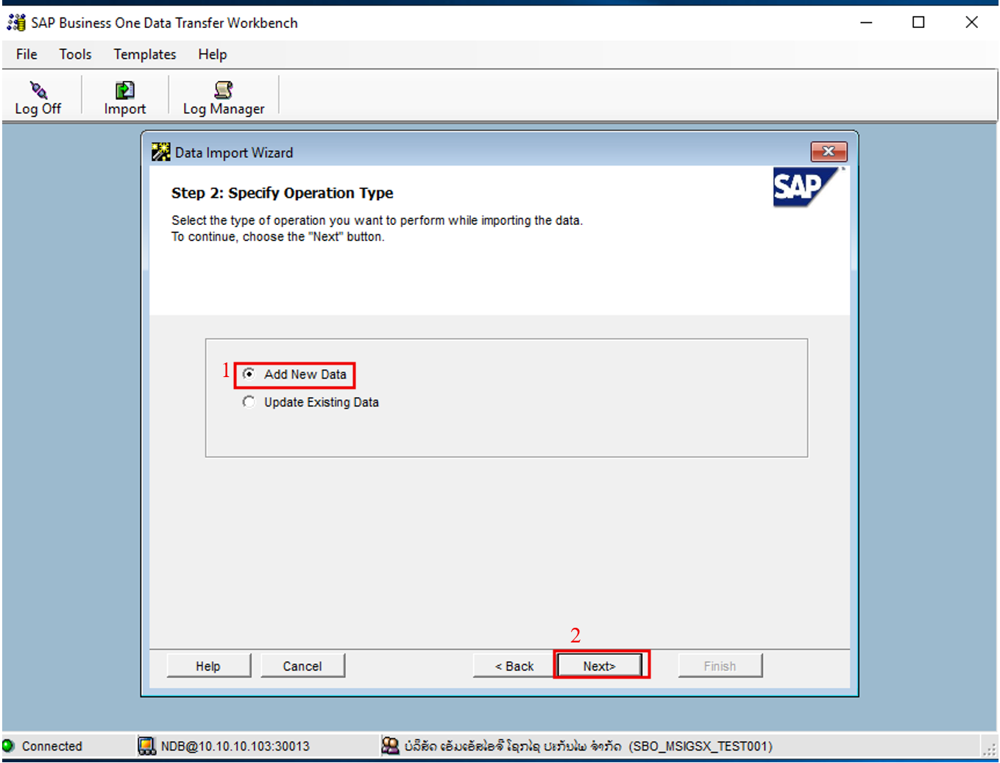 SAP Business One Data Transfer Workbench
File Tools Templates Help
Log Off Import Log Manager
Data Import Wizard
SAP
Step 2: Specify Operation Type
Select the type of operation you want to perform while importing the data.
To continue, choose the "Next" button.
1 Add New Data
Update Existing Data
2
Help Cancel < Back Next> Finish
Connected NDB@10.10.10.103:30013 ບໍລິສັດ ເອັມເອັສໄອຈີ ໂຊກໄຊ ປະກັນໄພ ຈຳກັດ (SBO_MSIGSX_TEST001)